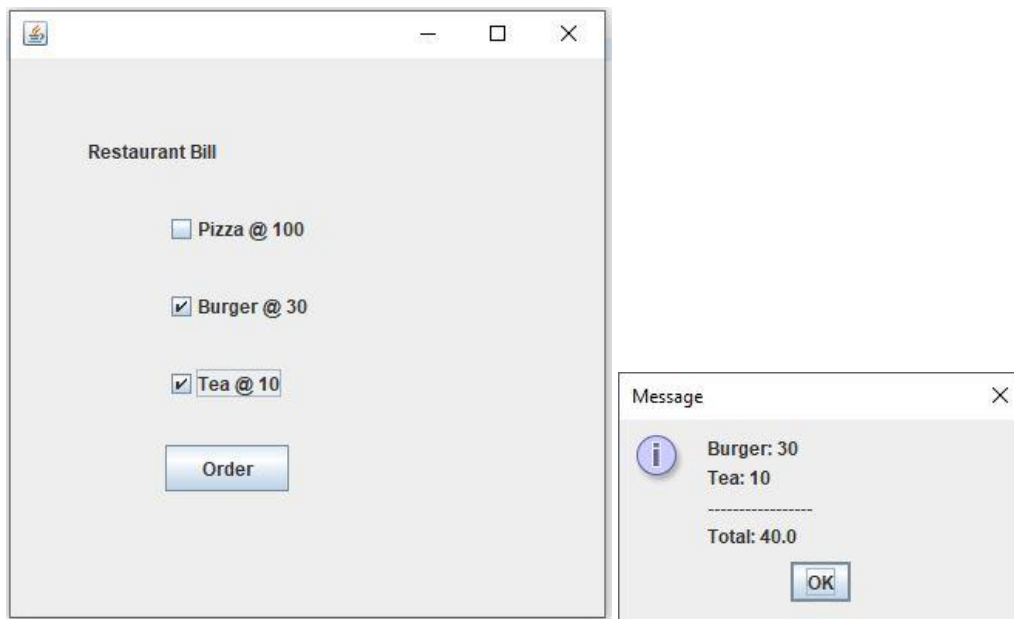 Restaurant Bill
Pizza @ 100
Burger @ 30
Tea @ 10
Order
Message
Burger: 30
Tea: 10
-----------------
Total: 40.0
OK